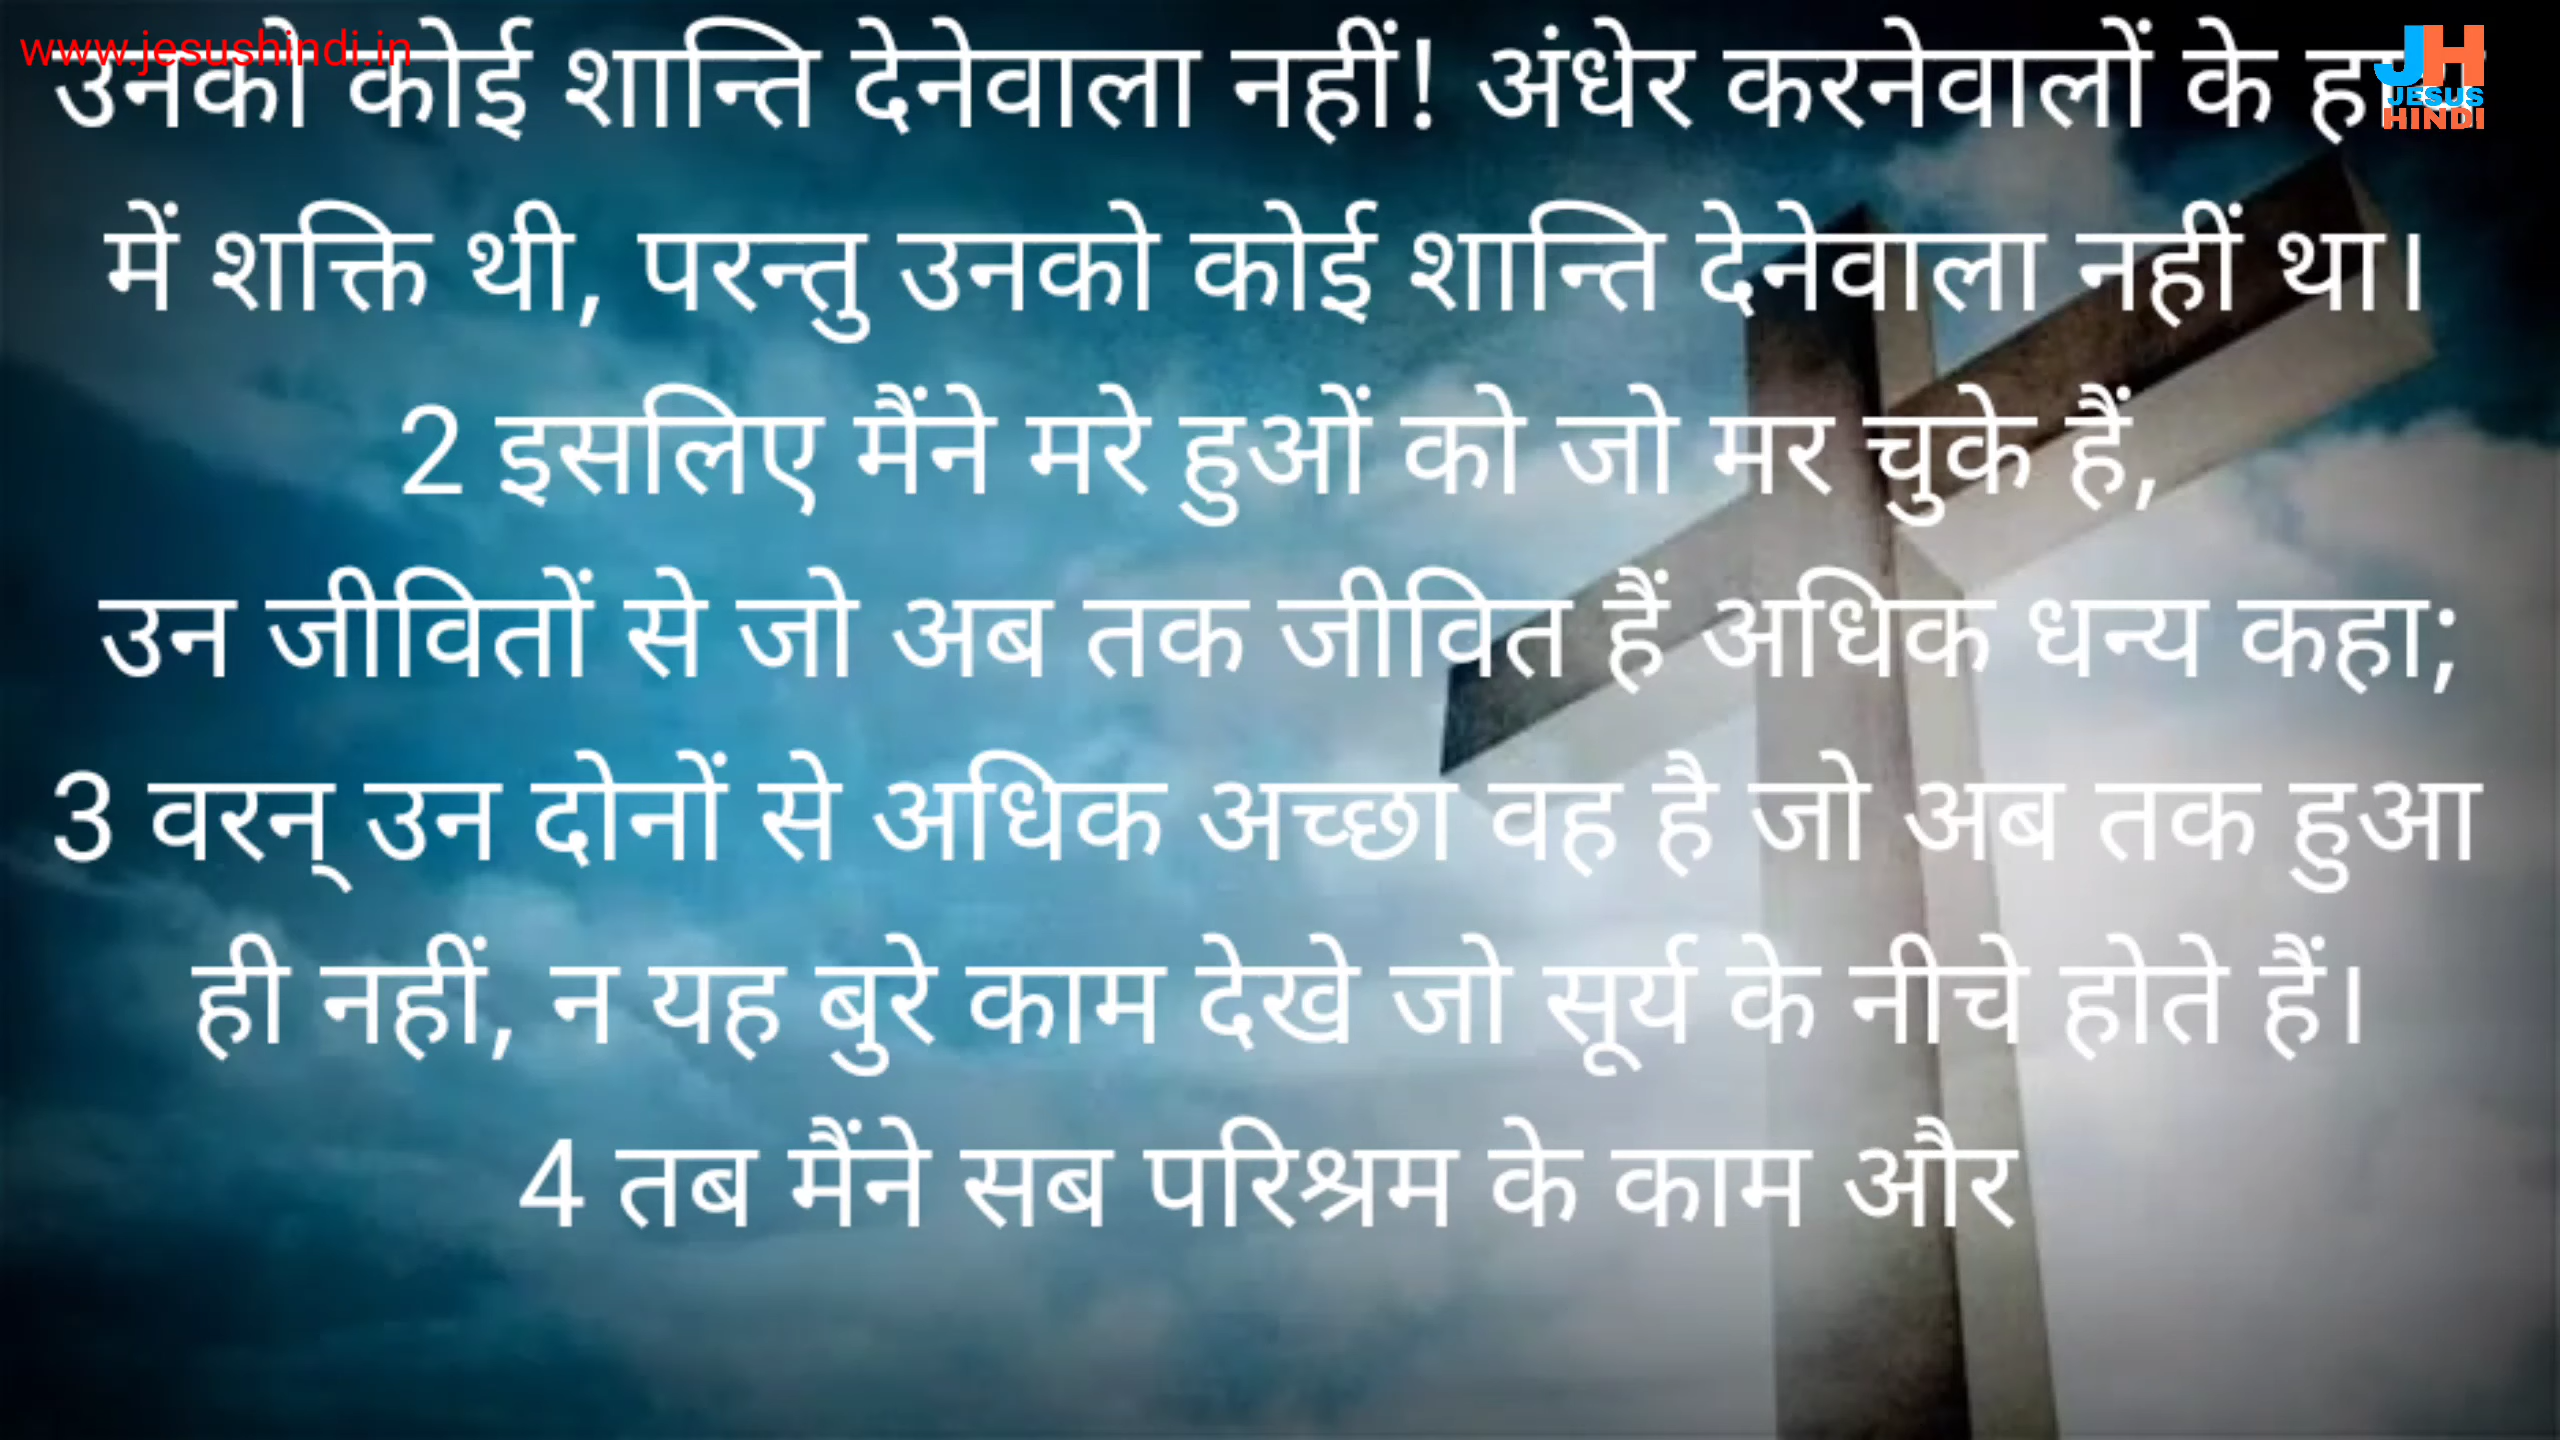 www.jesushindi.in
JH
JESUS
HINDI
उनको कोई शान्ति देनेवाला नहीं! अंधेर करनेवालों के
में शक्ति थी, परन्तु उनको कोई शान्ति देनेवाला नहीं था।
2 इसलिए मैंने मरे हुओं को जो मर चुके हैं,
उन जीवितों से जो अब तक जीवित हैं अधिक धन्य कहा;
3 वरन् उन दोनों से अधिक अच्छा वह है जो अब तक हुआ
ही नहीं, न यह बुरे काम देखे जो सूर्य के नीचे होते हैं।
4 तब मैंने सब परिश्रम के काम और